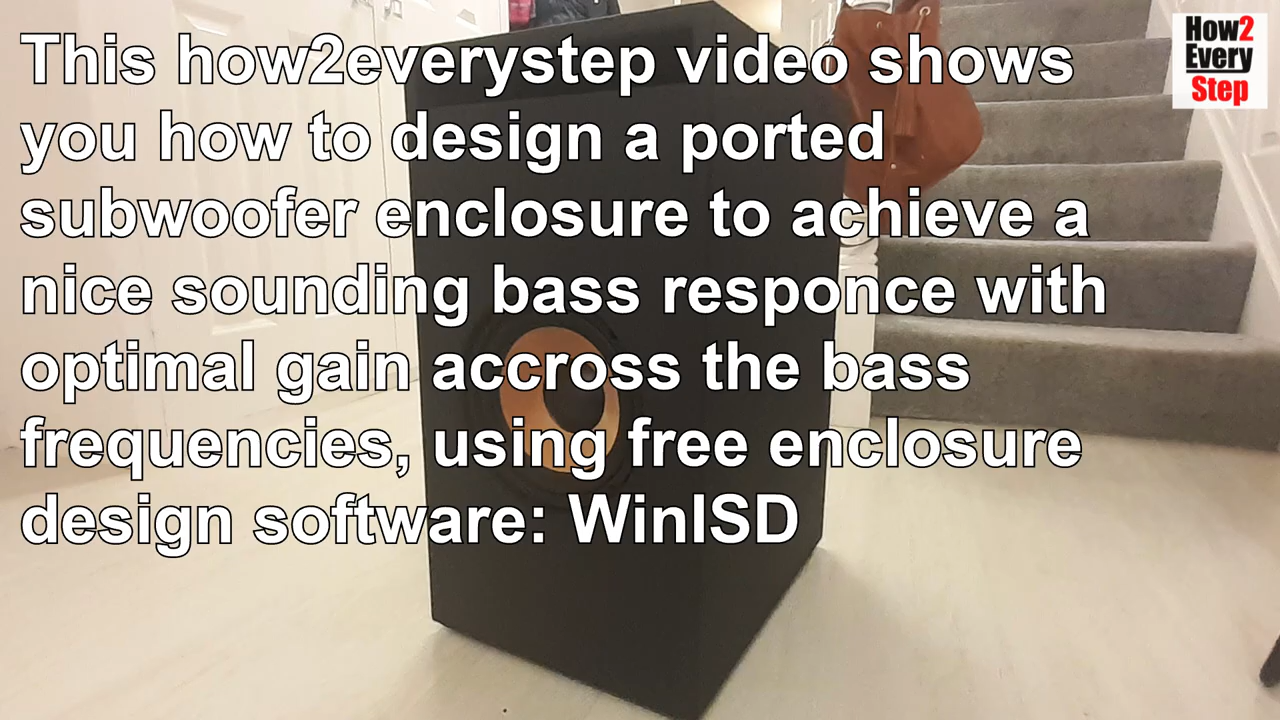 This how2everystep video shows
you how to design a ported
subwoofer enclosure to achieve a
nice sounding bass responce with
optimal gain accross the bass
frequencies, using free enclosure
design software: WinISD
How2
Every
Step